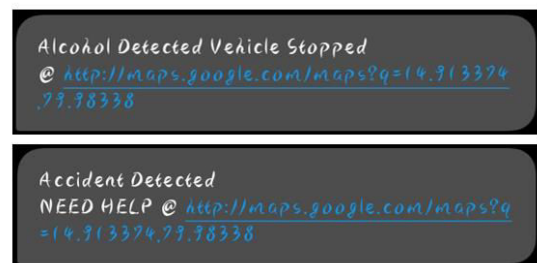 Alcohol Detected Vehicle Stopped
@ http://maps.google.com/maps?q=14.913374
,79.98338
Accident Detected
NEED HELP @ http://maps.google.com/maps?q
=14.913374,79.98338